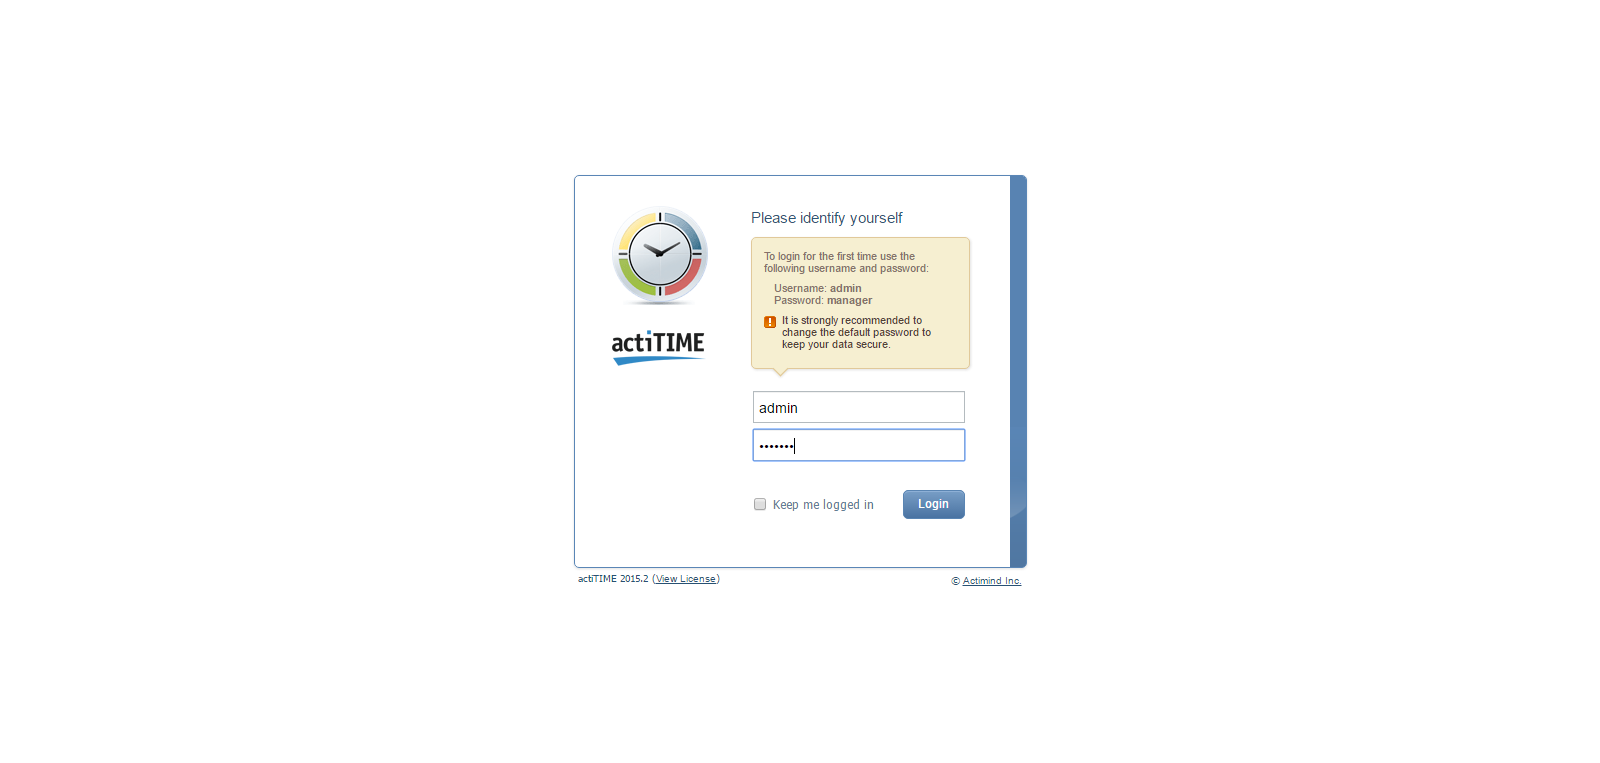 Please identify yourself
To login for the first time use the
following username and password:
Username: admin
Password: manager
It is strongly recommended to
change the default password to
keep your data secure.
actiTIME
admin
•••••••
Keep me logged in
Login
actiTIME 2015.2 (View License)
© Actimind Inc.